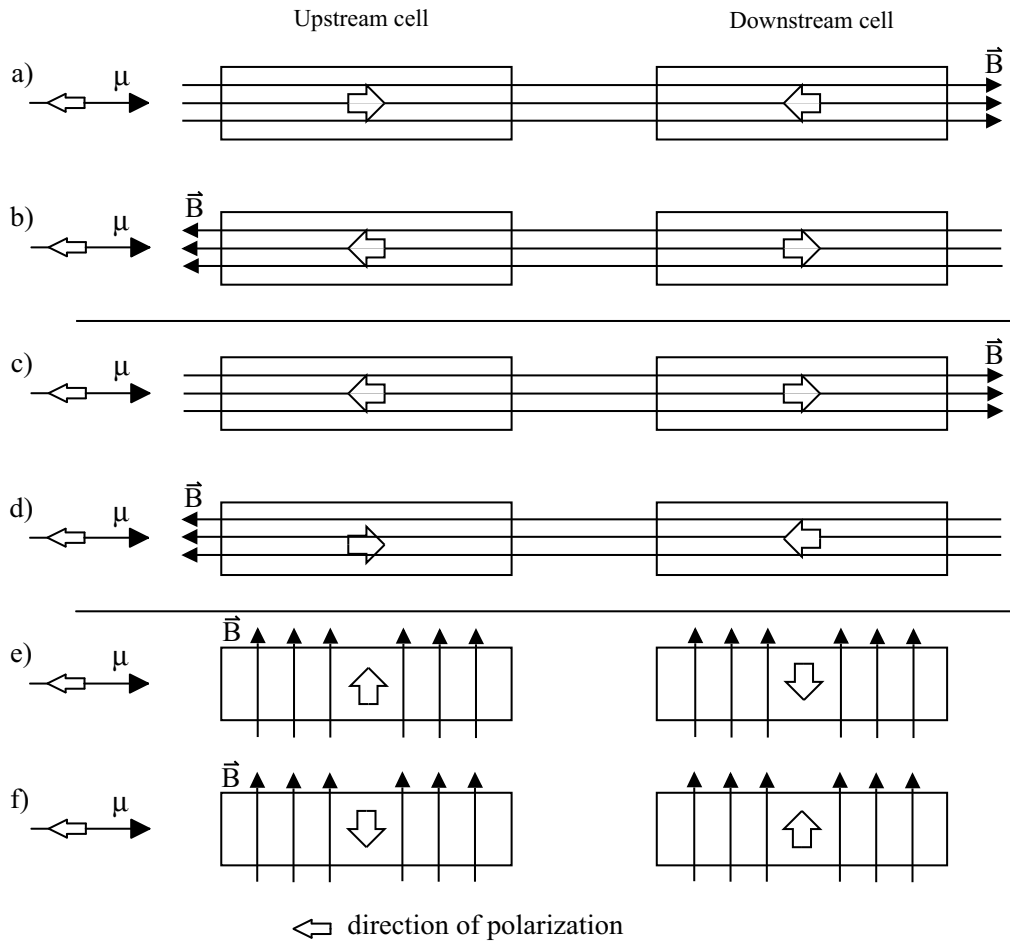 Upstream cell Downstream cell
a) μ B⃗
b) μ B⃗
c) μ B⃗
d) μ B⃗
e) μ B⃗
f) μ B⃗
direction of polarization